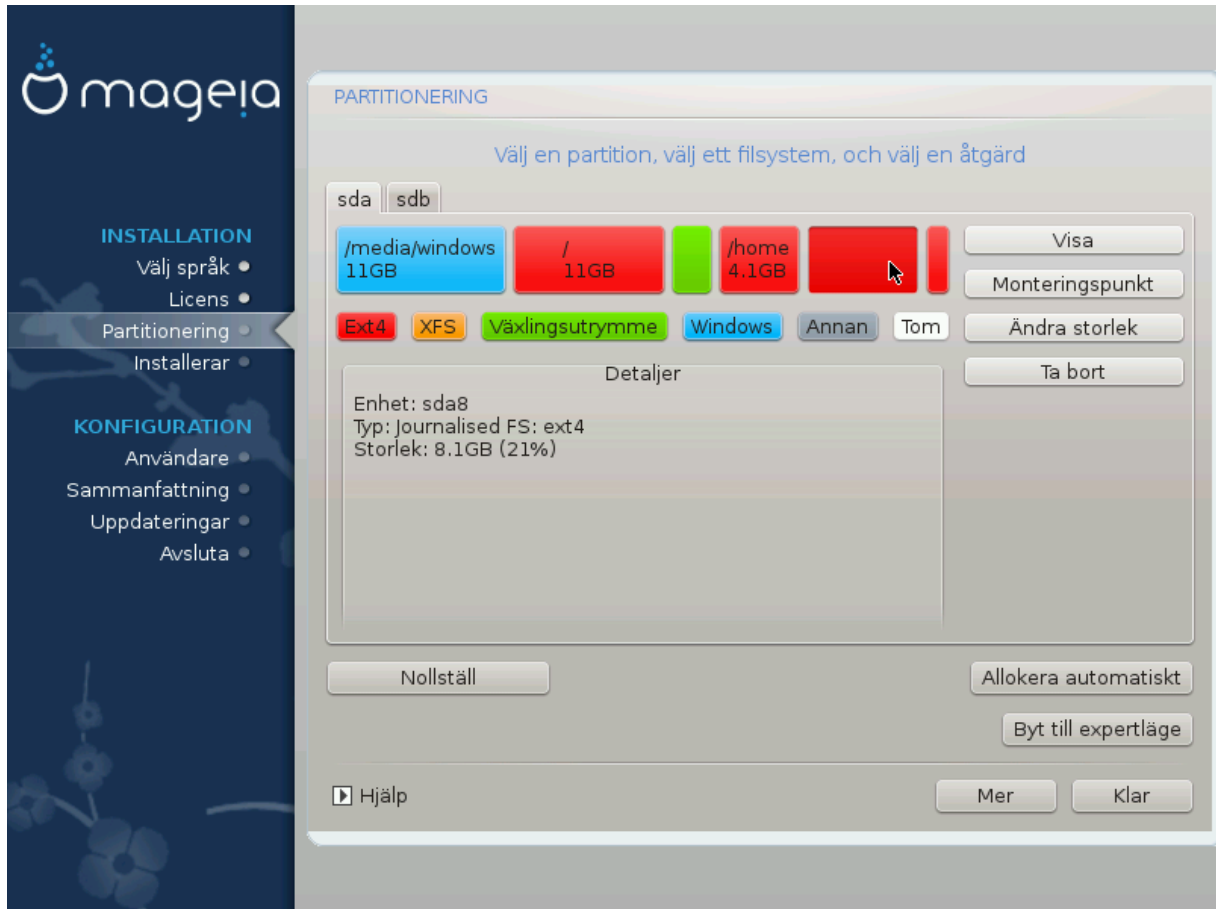 mageia
INSTALLATION
Välj språk
Licens
Partitionering
Installerar
KONFIGURATION
Användare
Sammanfattning
Uppdateringar
Avsluta
PARTITIONERING
Välj en partition, välj ett filsystem, och välj en åtgärd
sda sdb
/media/windows
11GB
/
11GB
/home
4.1GB
Ext4 XFS Växlingsutrymme Windows Annan Tom
Detaljer
Enhet: sda8
Typ: Journalised FS: ext4
Storlek: 8.1GB (21%)
Visa
Monteringspunkt
Ändra storlek
Ta bort
Nollställ
Allokera automatiskt
Byt till expertläge
Hjälp
Mer
Klar